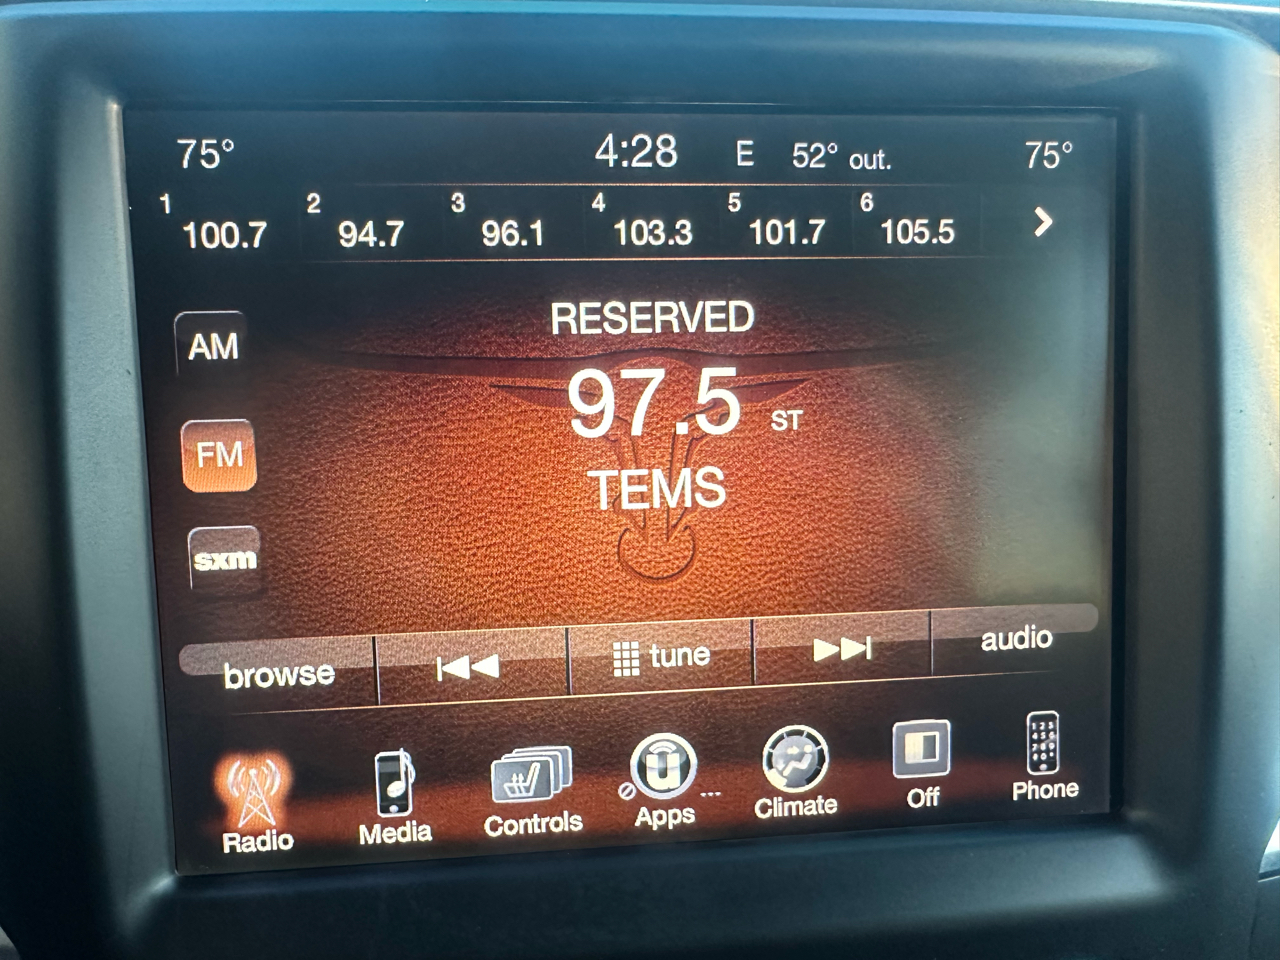 75° 4:28 E 52° out. 75°
1 100.7 2 94.7 3 96.1 4 103.3 5 101.7 6 105.5
AM
RESERVED
97.5 ST
FM
TEMS
sxm
browse tune audio
Radio Media Controls Apps ... Climate Off Phone